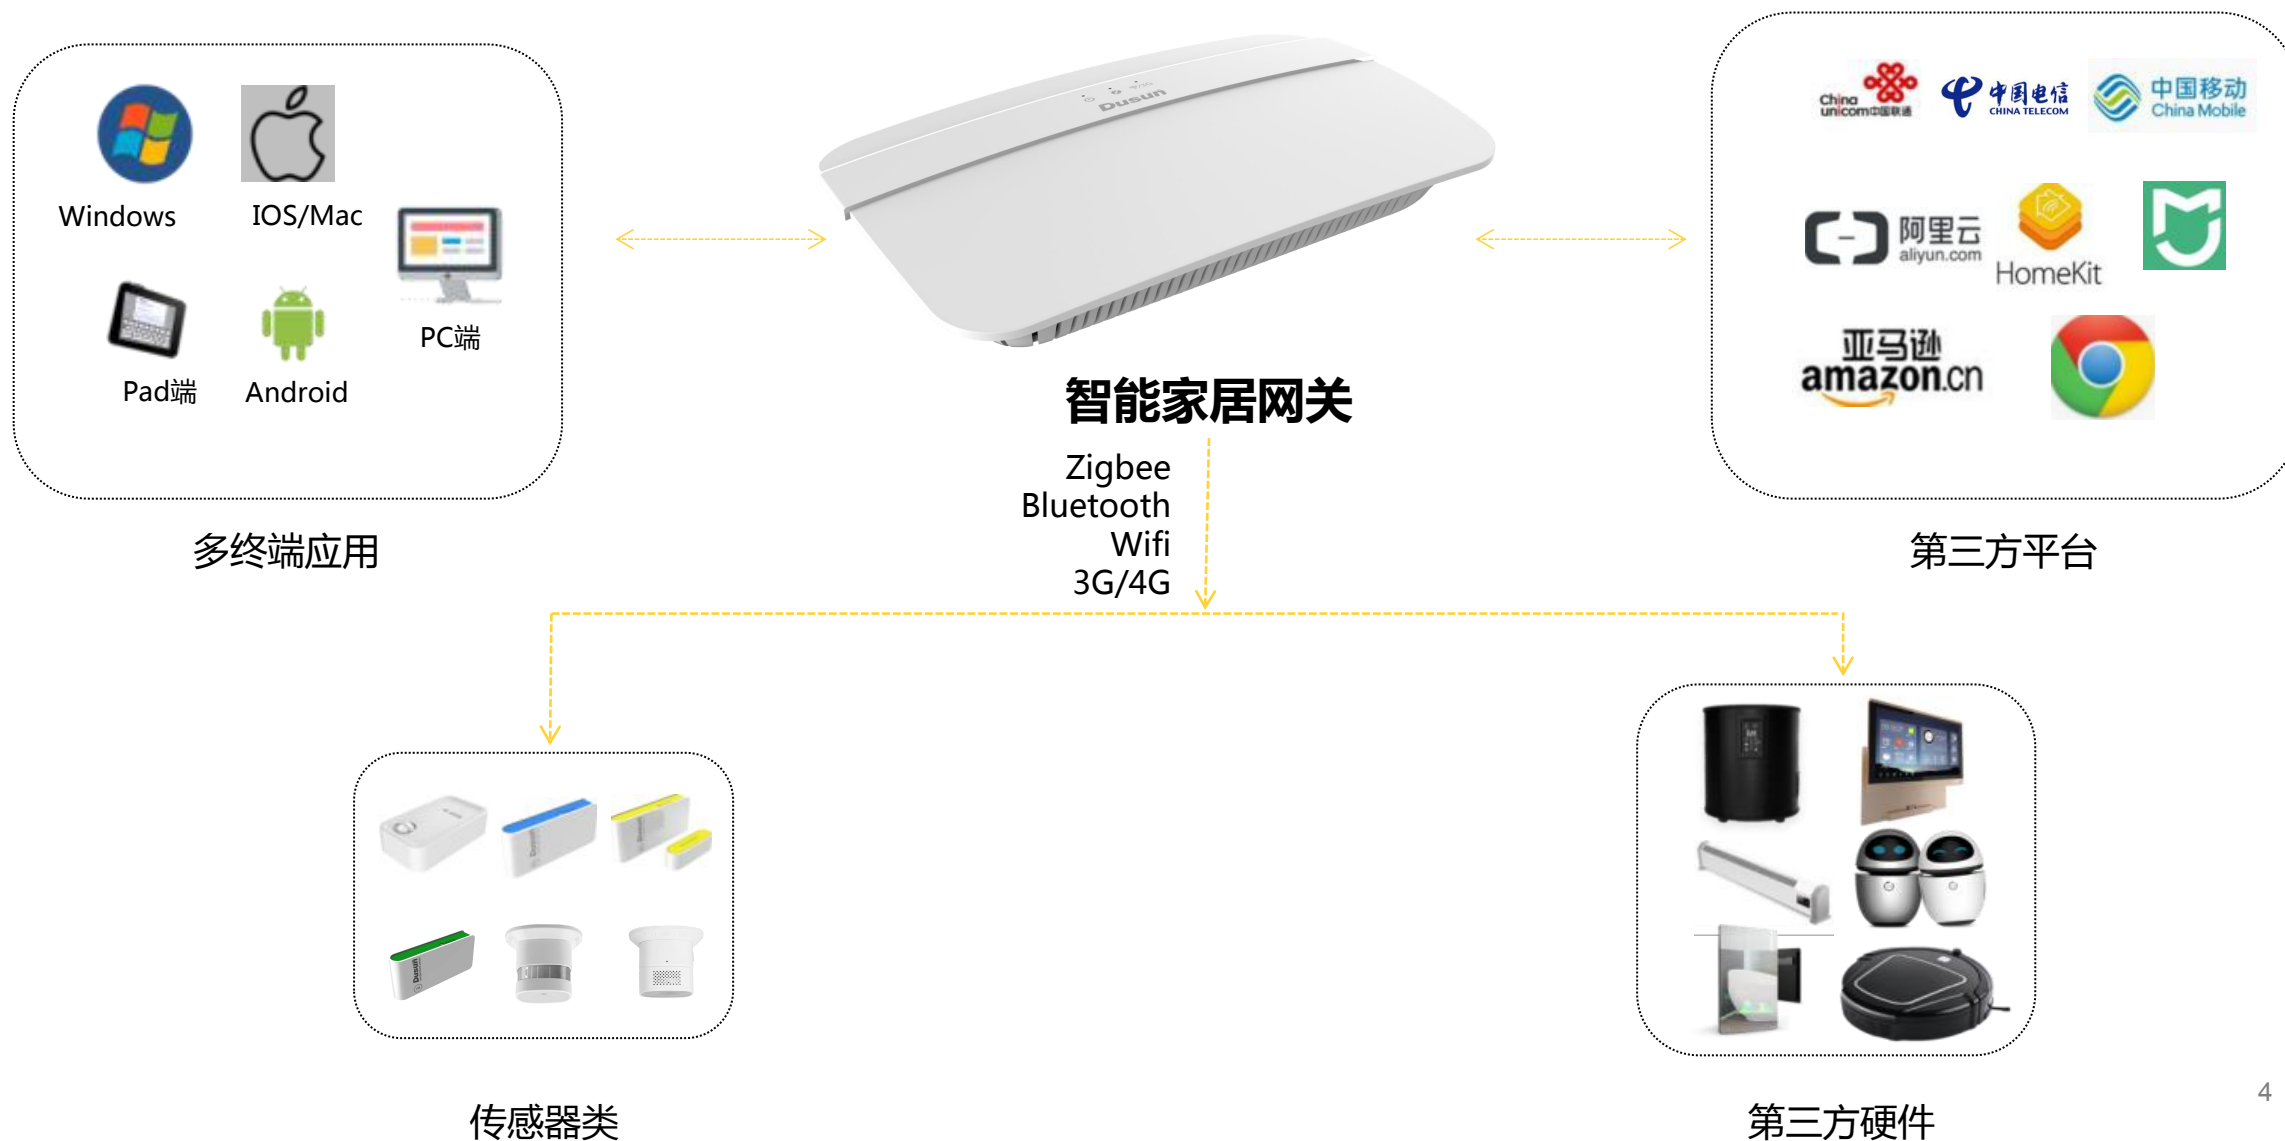 Windows
IOS/Mac
PC端
Pad端
Android
多终端应用
Dusun
智能家居网关
Zigbee
Bluetooth
Wifi
3G/4G
China
unicom中国联通
中国电信
CHINA TELECOM
中国移动
China Mobile
阿里云
aliyun.com
HomeKit
亚马逊
amazon.cn
第三方平台
Dusun
Dusun
Dusun
传感器类
第三方硬件
4